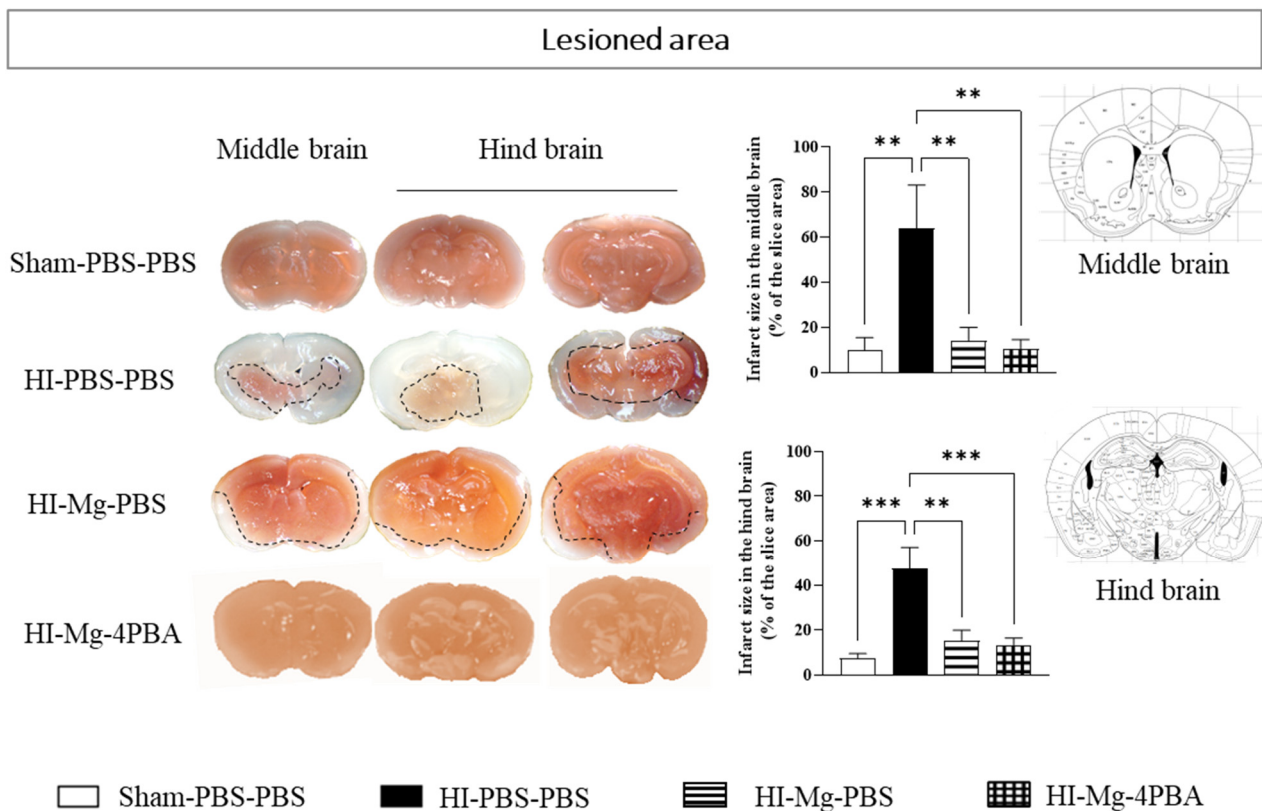 Lesioned area
Middle brain
Hind brain
Sham-PBS-PBS
HI-PBS-PBS
HI-Mg-PBS
HI-Mg-4PBA
Infarct size in the middle brain
(% of the slice area)
100
80
60
40
20
0
**
**
**
Middle brain
Infarct size in the hind brain
(% of the slice area)
100
80
60
40
20
0
***
***
**
Hind brain
Sham-PBS-PBS
HI-PBS-PBS
HI-Mg-PBS
HI-Mg-4PBA